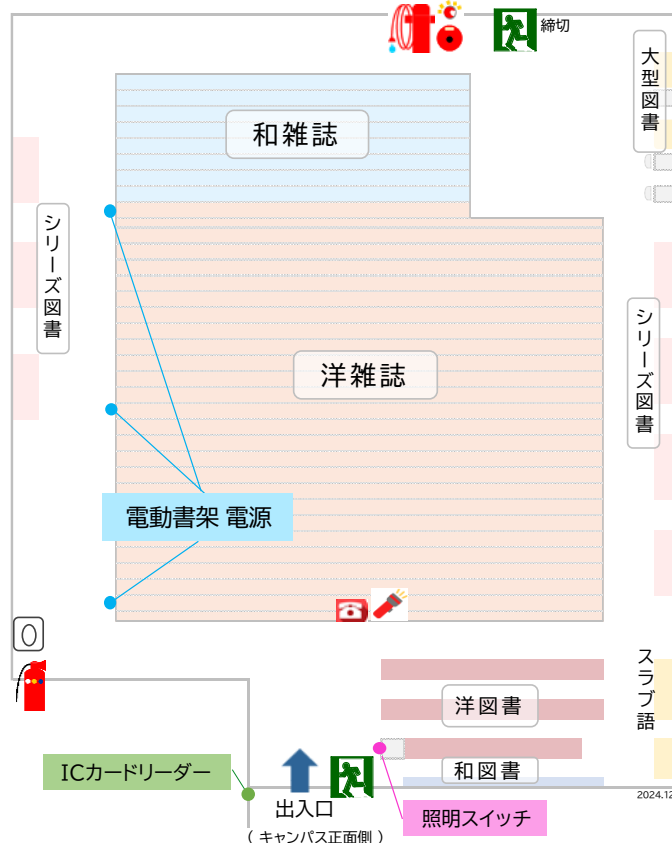 締切
大型図書
和雑誌
シリーズ図書
シリーズ図書
洋雑誌
電動書架 電源
スラブ語
洋図書
和図書
ICカードリーダー
出入口
( キャンパス正面側 )
照明スイッチ
2024.12